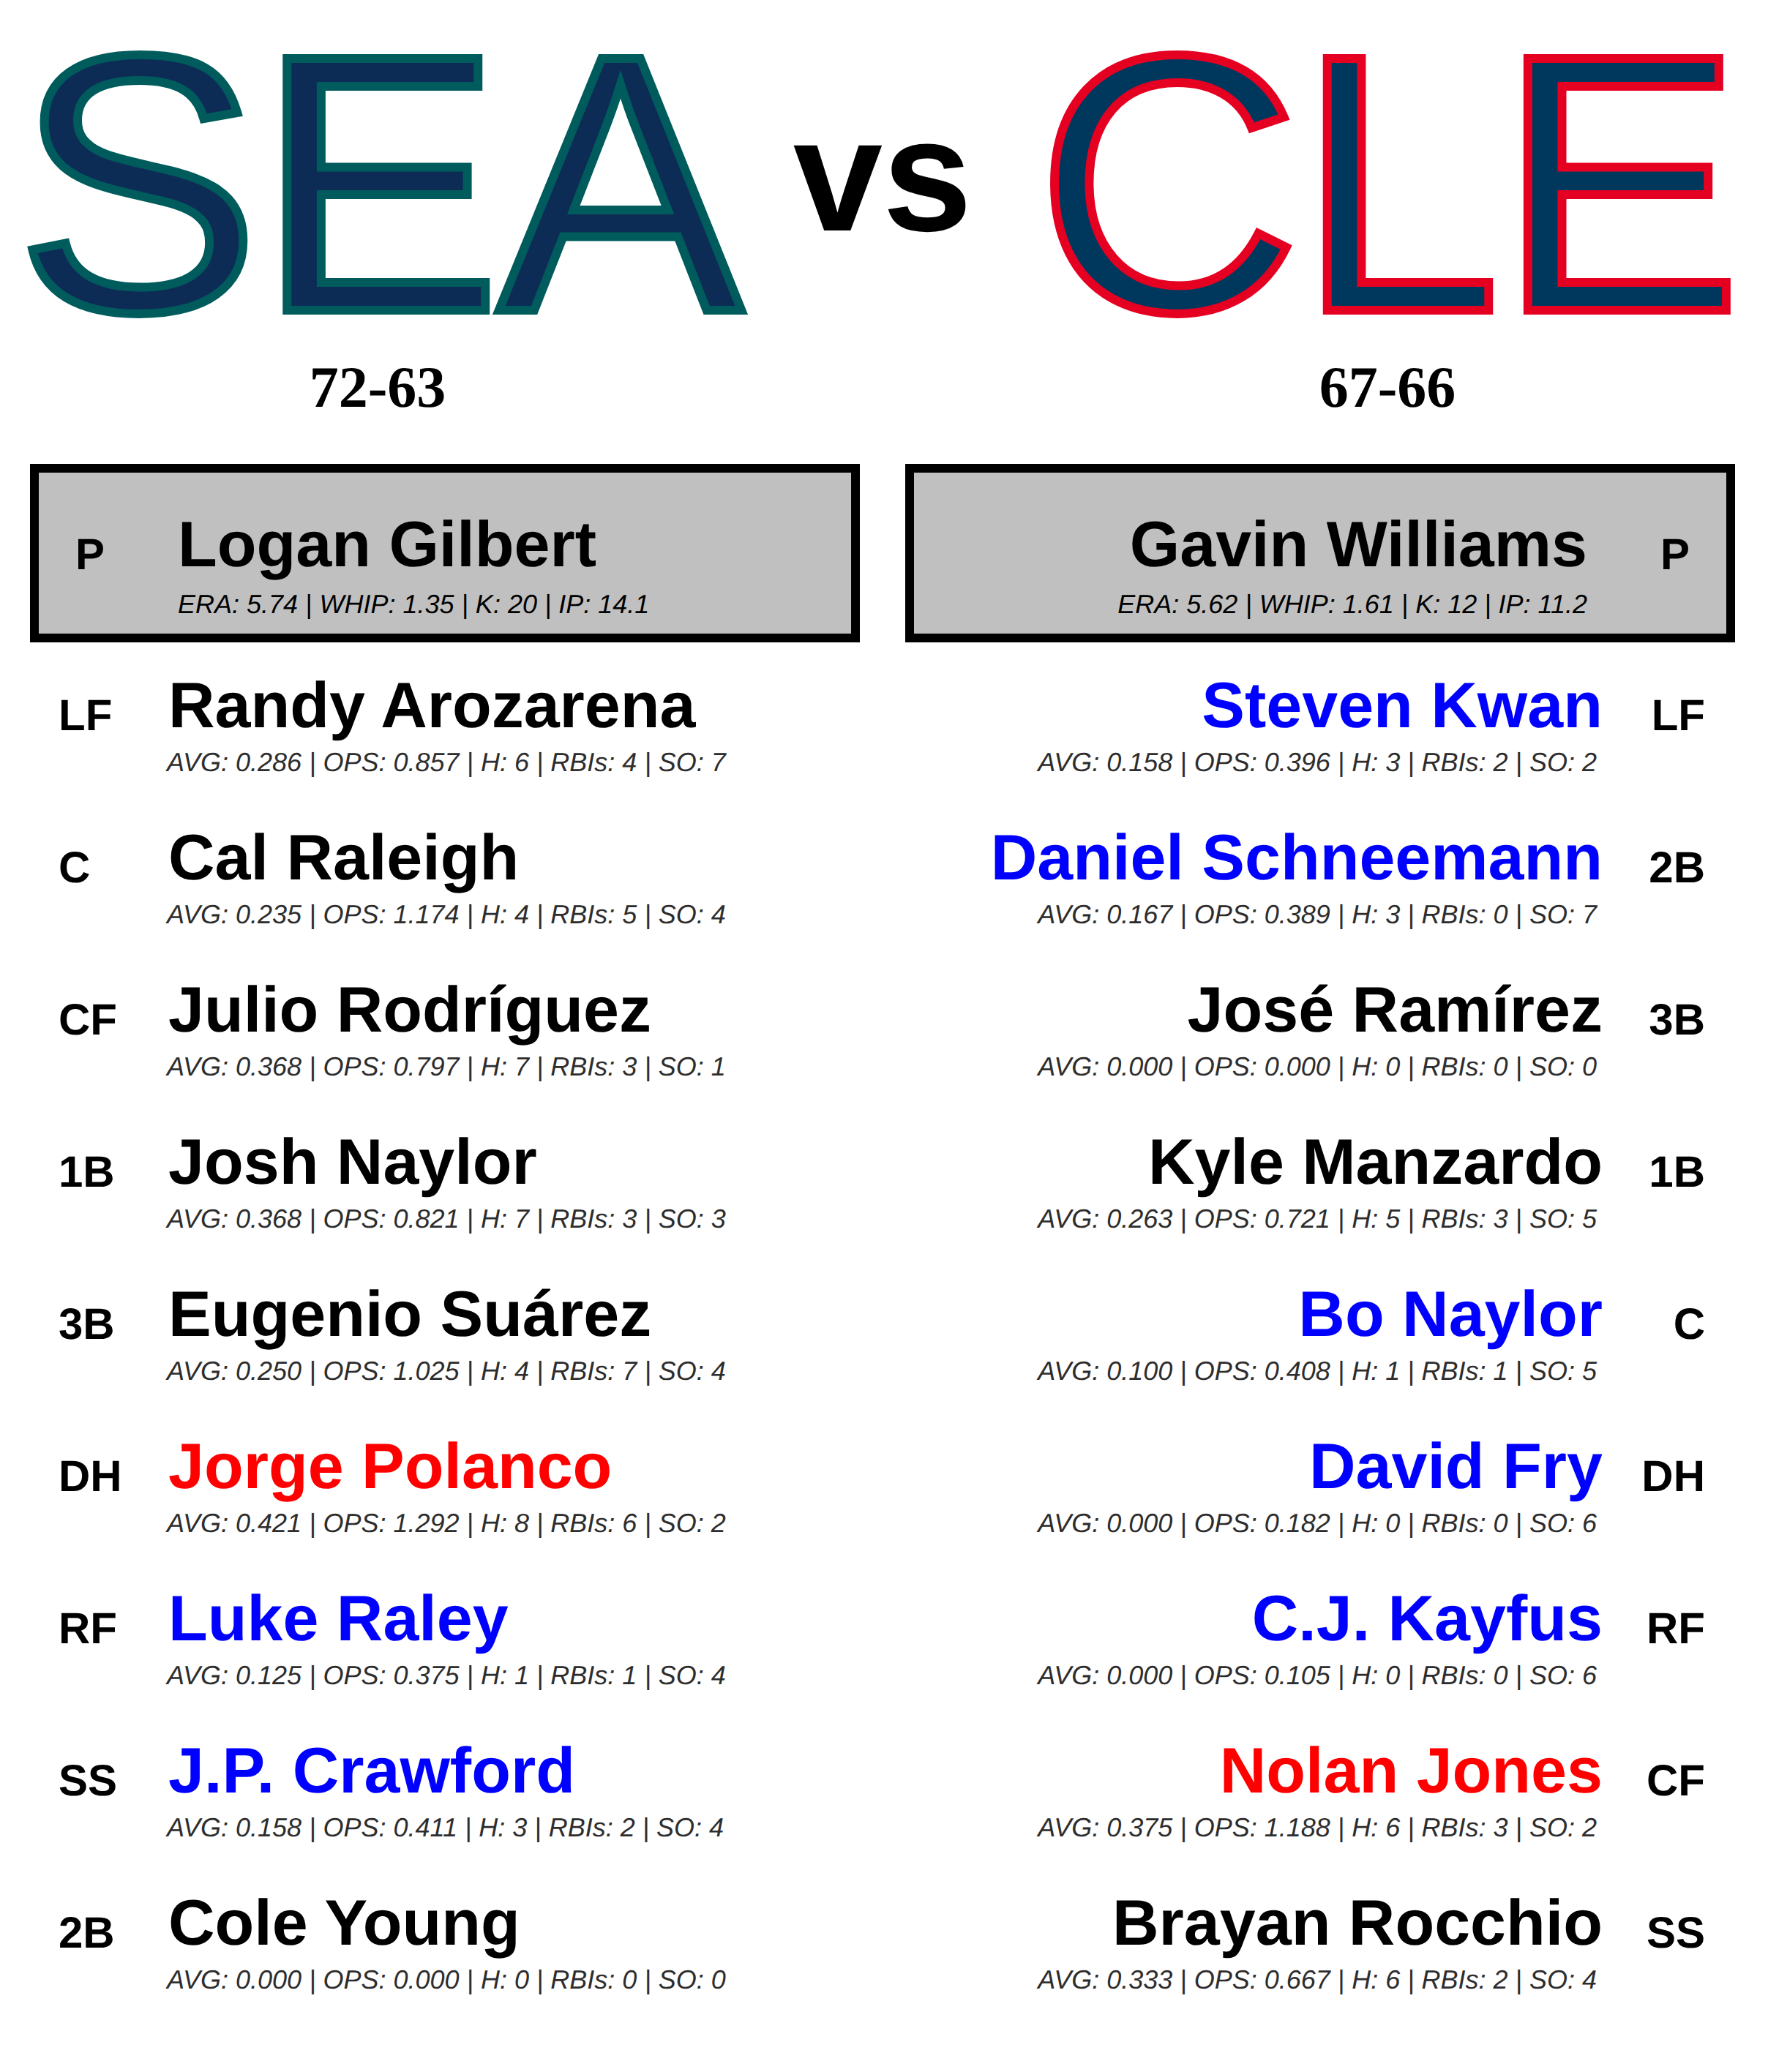 SEA vs CLE
72-63
67-66
P Logan Gilbert
ERA: 5.74 | WHIP: 1.35 | K: 20 | IP: 14.1
Gavin Williams P
ERA: 5.62 | WHIP: 1.61 | K: 12 | IP: 11.2
LF Randy Arozarena
AVG: 0.286 | OPS: 0.857 | H: 6 | RBIs: 4 | SO: 7
C Cal Raleigh
AVG: 0.235 | OPS: 1.174 | H: 4 | RBIs: 5 | SO: 4
CF Julio Rodríguez
AVG: 0.368 | OPS: 0.797 | H: 7 | RBIs: 3 | SO: 1
1B Josh Naylor
AVG: 0.368 | OPS: 0.821 | H: 7 | RBIs: 3 | SO: 3
3B Eugenio Suárez
AVG: 0.250 | OPS: 1.025 | H: 4 | RBIs: 7 | SO: 4
DH Jorge Polanco
AVG: 0.421 | OPS: 1.292 | H: 8 | RBIs: 6 | SO: 2
RF Luke Raley
AVG: 0.125 | OPS: 0.375 | H: 1 | RBIs: 1 | SO: 4
SS J.P. Crawford
AVG: 0.158 | OPS: 0.411 | H: 3 | RBIs: 2 | SO: 4
2B Cole Young
AVG: 0.000 | OPS: 0.000 | H: 0 | RBIs: 0 | SO: 0
Steven Kwan LF
AVG: 0.158 | OPS: 0.396 | H: 3 | RBIs: 2 | SO: 2
Daniel Schneemann 2B
AVG: 0.167 | OPS: 0.389 | H: 3 | RBIs: 0 | SO: 7
José Ramírez 3B
AVG: 0.000 | OPS: 0.000 | H: 0 | RBIs: 0 | SO: 0
Kyle Manzardo 1B
AVG: 0.263 | OPS: 0.721 | H: 5 | RBIs: 3 | SO: 5
Bo Naylor C
AVG: 0.100 | OPS: 0.408 | H: 1 | RBIs: 1 | SO: 5
David Fry DH
AVG: 0.000 | OPS: 0.182 | H: 0 | RBIs: 0 | SO: 6
C.J. Kayfus RF
AVG: 0.000 | OPS: 0.105 | H: 0 | RBIs: 0 | SO: 6
Nolan Jones CF
AVG: 0.375 | OPS: 1.188 | H: 6 | RBIs: 3 | SO: 2
Brayan Rocchio SS
AVG: 0.333 | OPS: 0.667 | H: 6 | RBIs: 2 | SO: 4